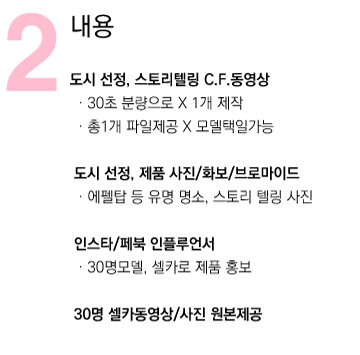 2 내용
도시 선정, 스토리텔링 C.F.동영상
· 30초 분량으로 X 1개 제작
· 총1개 파일제공 X 모델택일가능
도시 선정, 제품 사진/화보/브로마이드
· 에펠탑 등 유명 명소, 스토리 텔링 사진
인스타/페북 인플루언서
· 30명모델, 셀카로 제품 홍보
30명 셀카동영상/사진 원본제공